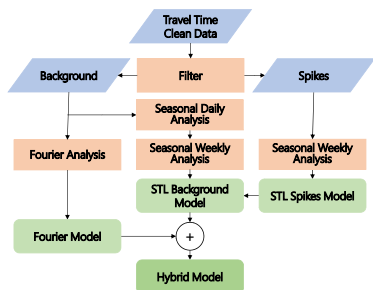 Travel Time
Clean Data
Background
Filter
Spikes
Seasonal Daily
Analysis
Fourier Analysis
Seasonal Weekly
Analysis
Seasonal Weekly
Analysis
STL Background
Model
STL Spikes Model
Fourier Model
+
Hybrid Model